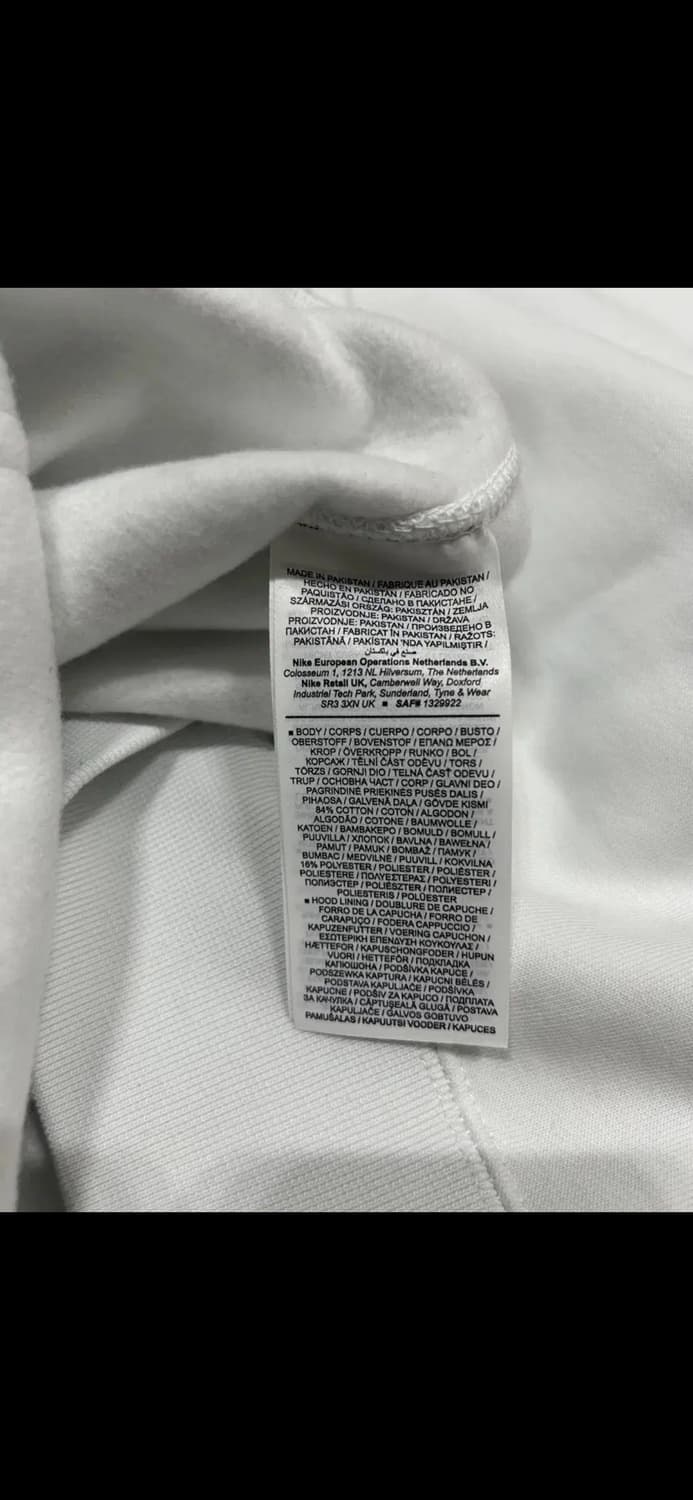 MADE IN PAKISTAN / FABRIQUE AU PAKISTAN /
HECHO EN PAKISTÁN / FABRICADO NO
PAQUISTÃO / СДЕЛАНО В ПАКИСТАНЕ /
SZÁRMAZÁSI ORSZÁG: PAKISZTÁN / ZEMLJA
PROIZVODNJE: PAKISTAN / DRŽAVA
PROIZVODNJE: PAKISTAN / ПРОИЗВЕДЕНО В
ПАКИСТАН / FABRICAT ÎN PAKISTAN / RAŽOTS:
PAKISTĀNĀ / PAKİSTAN 'NDA YAPILMIŞTIR /
صنع في باكستان
Nike European Operations Netherlands B.V.
Colosseum 1, 1213 NL Hilversum, The Netherlands
Nike Retail UK, Camberwell Way, Doxford
Industrial Tech Park, Sunderland, Tyne & Wear
SR3 3XN UK ■ SAF# 1329922
■ BODY / CORPS / CUERPO / CORPO / BUSTO /
OBERSTOFF / BOVENSTOF / ΕΠΑΝΩ ΜΕΡΟΣ /
KROP / ÖVERKROPP / RUNKO / BOL /
КОРСАЖ / TĚLNÍ ČÁST ODĚVU / TORS /
TÖRZS / GORNJI DIO / TELNÁ ČASŤ ODEVU /
TRUP / ОСНОВНА ЧАСТ / CORP / GLAVNI DEO /
PAGRINDINĖ PRIEKINĖS PUSĖS DALIS /
PIHAOSA / GALVENĀ DAĻA / GÖVDE KISMI
84% COTTON / COTON / ALGODON /
ALGODÃO / COTONE / BAUMWOLLE /
KATOEN / ΒΑΜΒΑΚΕΡΟ / BOMULD / BOMULL /
PUUVILLA / ХЛОПОК / BAVLNA / BAWEŁNA /
PAMUT / PAMUK / BOMBAŽ / ПАМУК /
BUMBAC / MEDVILNĖ / PUUVILL / KOKVILNA
16% POLYESTER / POLIESTER / POLIÉSTER /
POLIESTERE / ΠΟΛΥΕΣΤΕΡΑΣ / POLYESTERI /
ПОЛИЭСТЕР / POLIÉSZTER / ПОЛИЕСТЕР /
POLIESTERIS / POLÜESTER
■ HOOD LINING / DOUBLURE DE CAPUCHE /
FORRO DE LA CAPUCHA / FORRO DE
CARAPUÇO / FODERA CAPPUCCIO /
KAPUZENFUTTER / VOERING CAPUCHON /
ΕΣΩΤΕΡΙΚΗ ΕΠΕΝΔΥΣΗ ΚΟΥΚΟΥΛΑΣ /
HÆTTEFOR / KAPUSCHONGFODER / HUPUN
VUORI / HETTEFÔR / ПОДКЛАДКА
КАПЮШОНА / PODŠÍVKA KAPUCE /
PODSZEWKA KAPTURA / KAPUCNI BÉLÉS /
PODSTAVA KAPULJAČE / PODŠÍVKA
KAPUCNE / PODŠIV ZA KAPUCO / ПОДПЛАТА
ЗА КАЧУЛКА / CĂPTUȘEALĂ GLUGĂ / POSTAVA
KAPULJAČE / GALVOS GOBTUVO
PAMUŠALAS / KAPUUTSI VOODER / KAPUCES